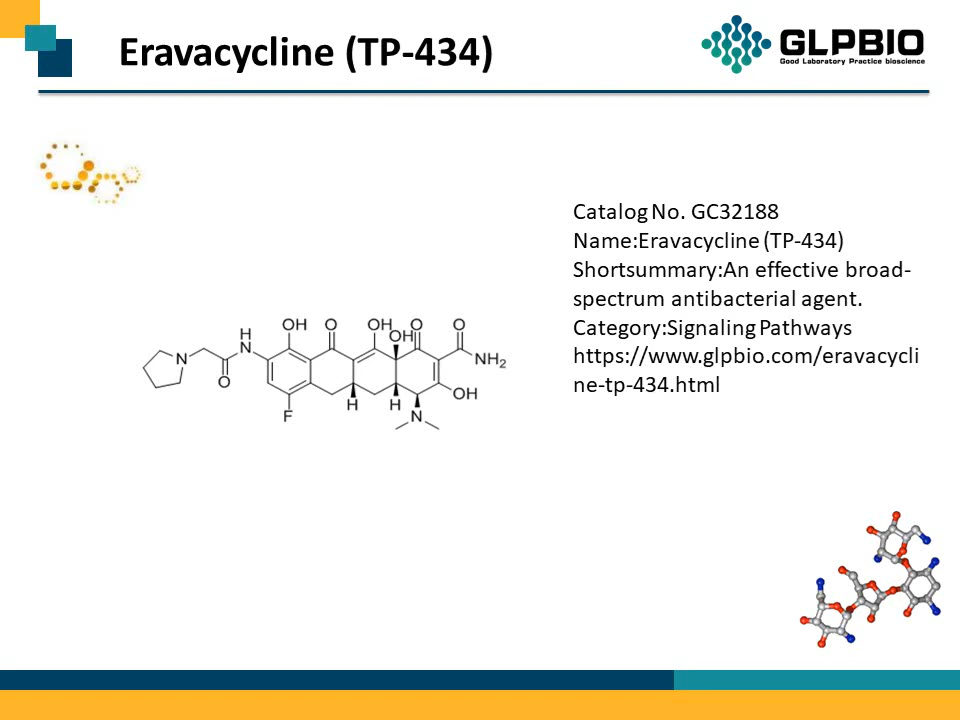 Eravacycline (TP-434)
GLPBIO
Good Laboratory Practice bioscience
Catalog No. GC32188
Name:Eravacycline (TP-434)
Shortsummary:An effective broad-
spectrum antibacterial agent.
Category:Signaling Pathways
https://www.glpbio.com/eravacycli
ne-tp-434.html
OH O OH OH O O
H
N
N
O
NH2
F
H
H
N
OH